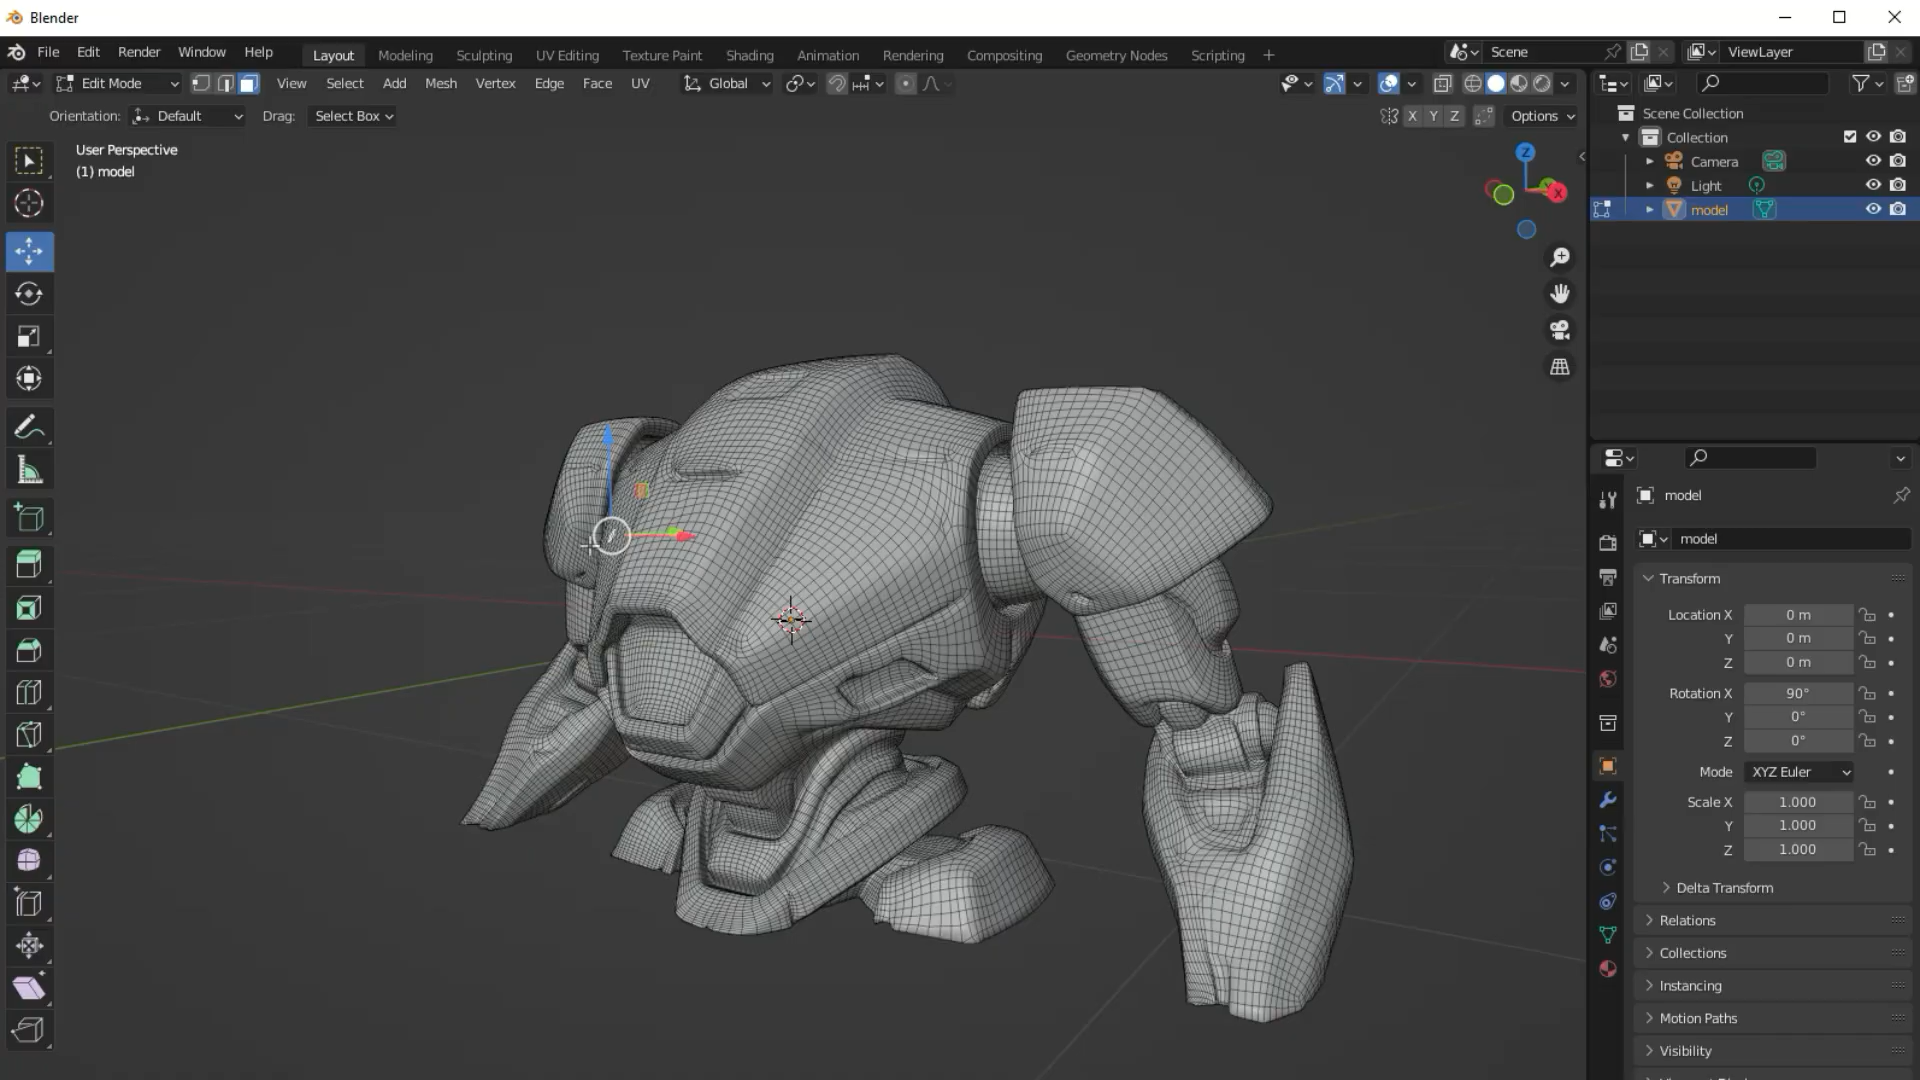 Blender
File Edit Render Window Help Layout Modeling Sculpting UV Editing Texture Paint Shading Animation Rendering Compositing Geometry Nodes Scripting + Scene ViewLayer
Edit Mode View Select Add Mesh Vertex Edge Face UV Global
Orientation: Default Drag: Select Box X Y Z Options
User Perspective
(1) model
Z
X
Scene Collection
Collection
Camera
Light
model
model
model
Transform
Location X 0 m
Y 0 m
Z 0 m
Rotation X 90°
Y 0°
Z 0°
Mode XYZ Euler
Scale X 1.000
Y 1.000
Z 1.000
Delta Transform
Relations
Collections
Instancing
Motion Paths
Visibility